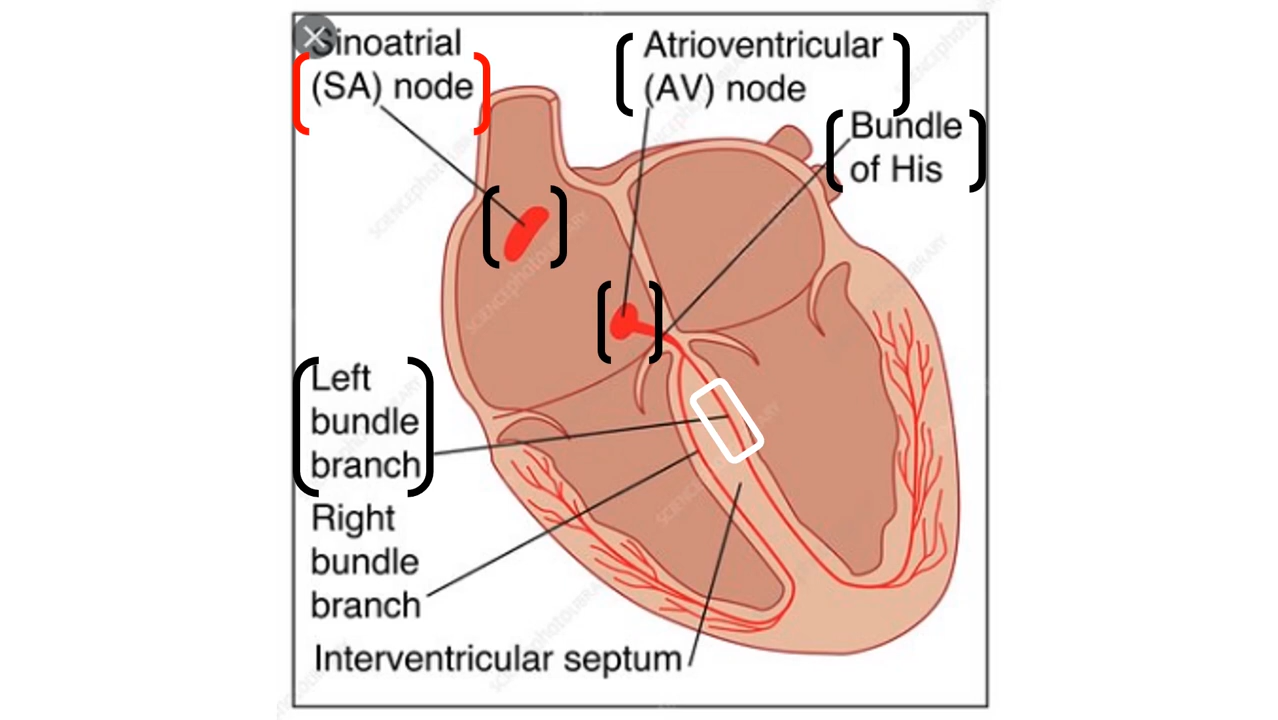 Sinoatrial
(SA) node
Atrioventricular
(AV) node
Bundle
of His
Left
bundle
branch
Right
bundle
branch
Interventricular septum